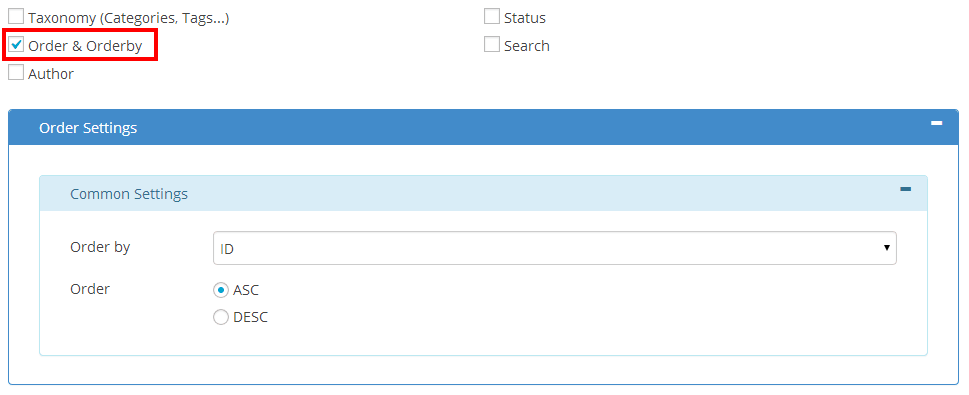 Taxonomy (Categories, Tags...)
Status
Order & Orderby
Search
Author
Order Settings
Common Settings
Order by
ID
Order
ASC
DESC